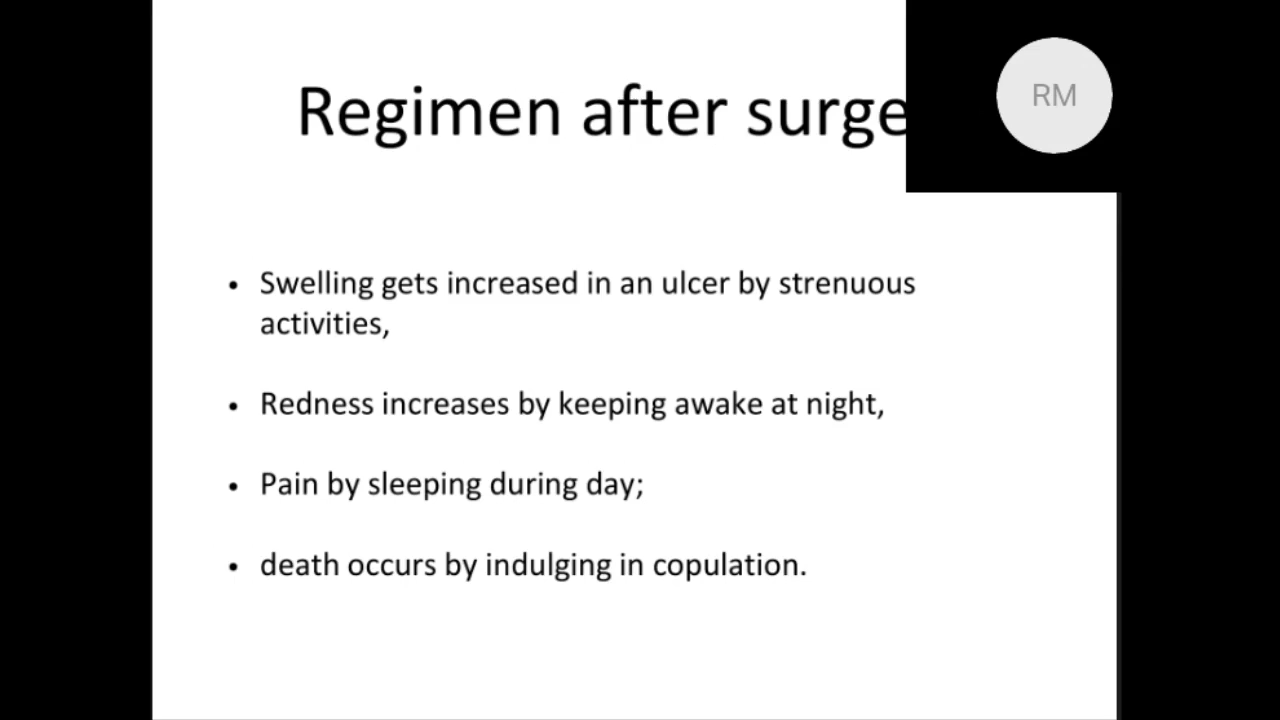 Regimen after surge
RM
• Swelling gets increased in an ulcer by strenuous
activities,
• Redness increases by keeping awake at night,
• Pain by sleeping during day;
• death occurs by indulging in copulation.